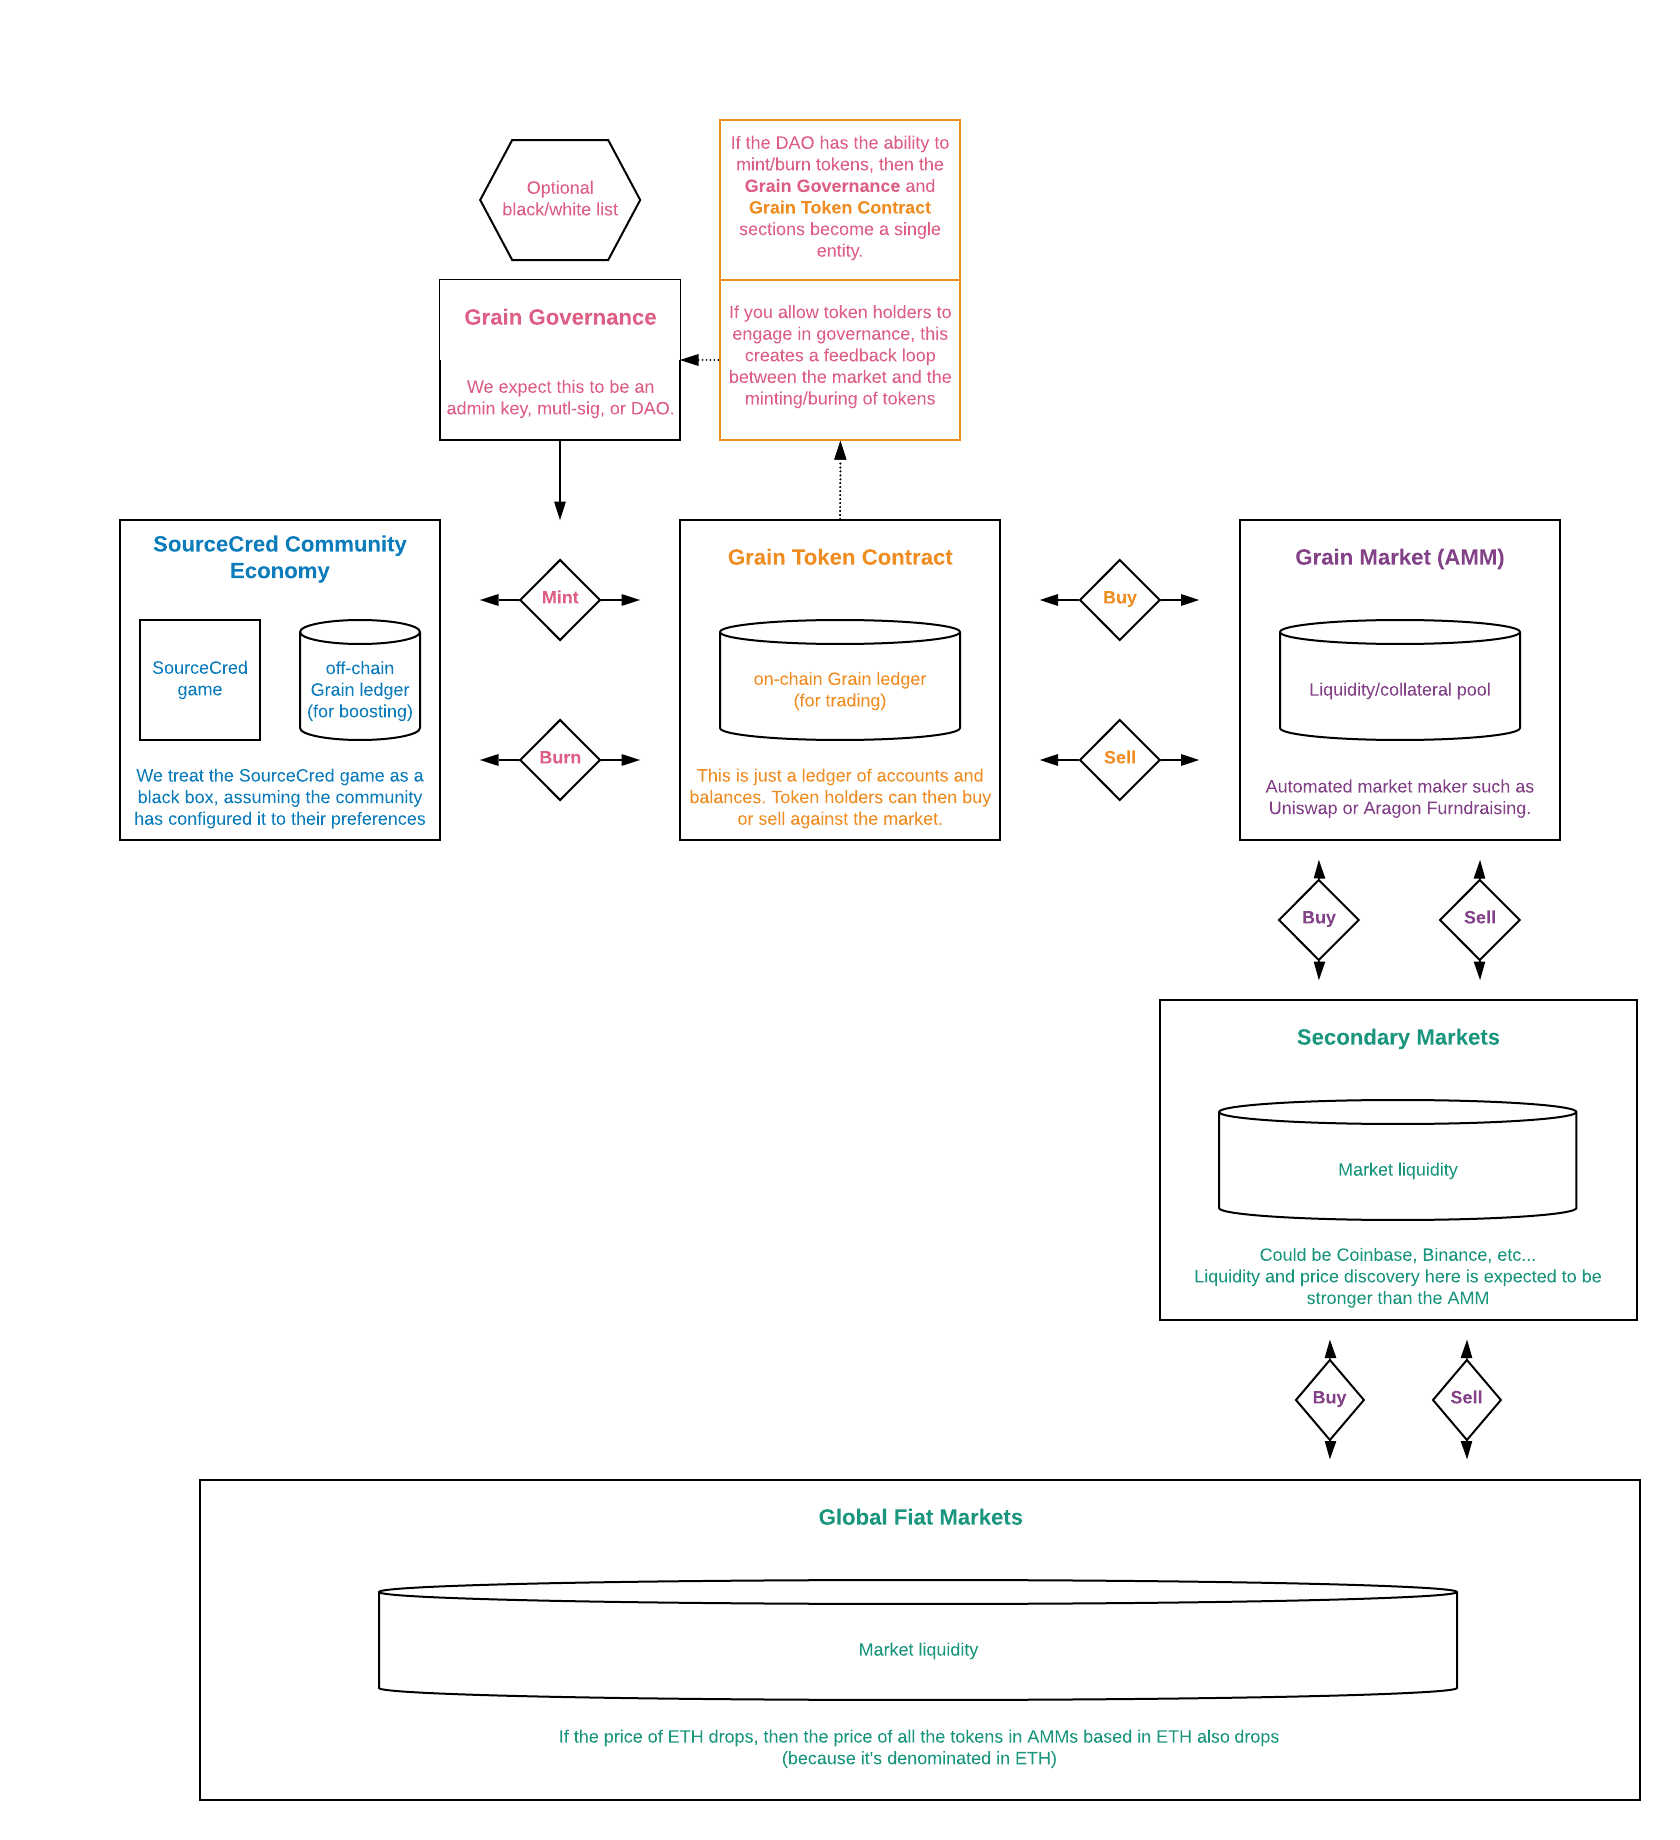 Optional
black/white list
If the DAO has the ability to
mint/burn tokens, then the
Grain Governance and
Grain Token Contract
sections become a single
entity.
Grain Governance
We expect this to be an
admin key, mutl-sig, or DAO.
If you allow token holders to
engage in governance, this
creates a feedback loop
between the market and the
minting/buring of tokens
SourceCred Community
Economy
SourceCred
game
off-chain
Grain ledger
(for boosting)
We treat the SourceCred game as a
black box, assuming the community
has configured it to their preferences
Mint
Burn
Grain Token Contract
on-chain Grain ledger
(for trading)
This is just a ledger of accounts and
balances. Token holders can then buy
or sell against the market.
Buy
Sell
Grain Market (AMM)
Liquidity/collateral pool
Automated market maker such as
Uniswap or Aragon Furndraising.
Buy
Sell
Secondary Markets
Market liquidity
Could be Coinbase, Binance, etc...
Liquidity and price discovery here is expected to be
stronger than the AMM
Buy
Sell
Global Fiat Markets
Market liquidity
If the price of ETH drops, then the price of all the tokens in AMMs based in ETH also drops
(because it's denominated in ETH)